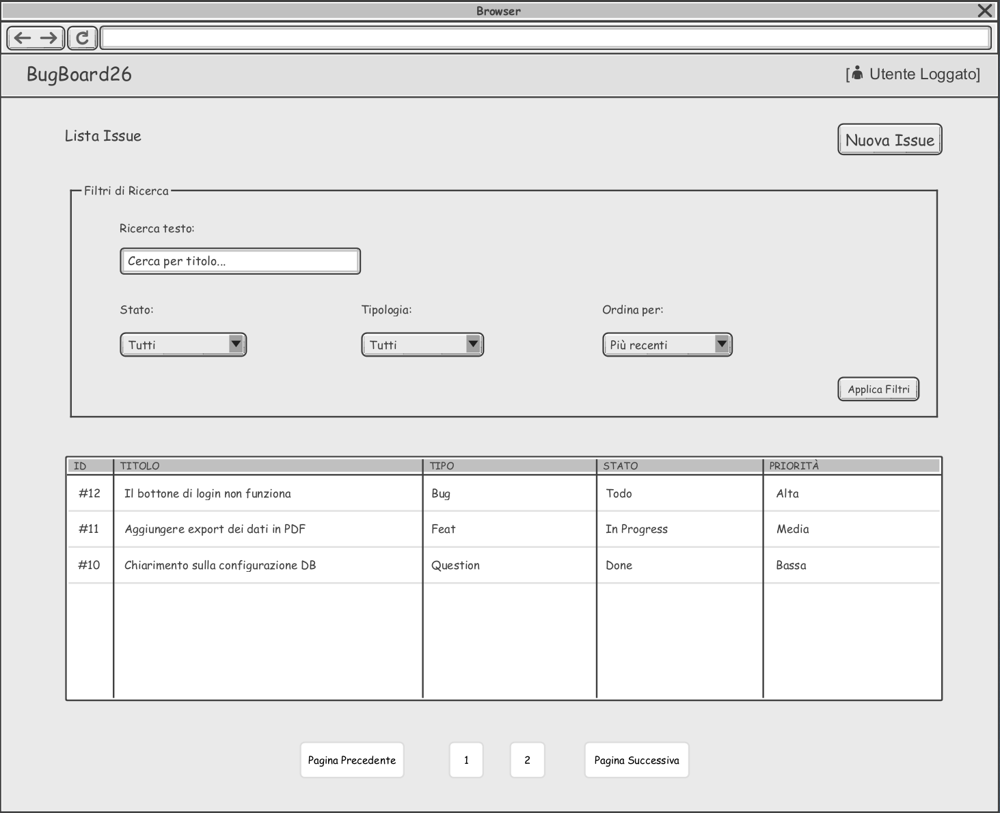 Browser
BugBoard26
[ Utente Loggato]
Lista Issue
Nuova Issue
Filtri di Ricerca
Ricerca testo:
Cerca per titolo...
Stato: Tipologia: Ordina per:
Tutti Tutti Più recenti
Applica Filtri
ID TITOLO TIPO STATO PRIORITÀ
#12 Il bottone di login non funziona Bug Todo Alta
#11 Aggiungere export dei dati in PDF Feat In Progress Media
#10 Chiarimento sulla configurazione DB Question Done Bassa
Pagina Precedente 1 2 Pagina Successiva